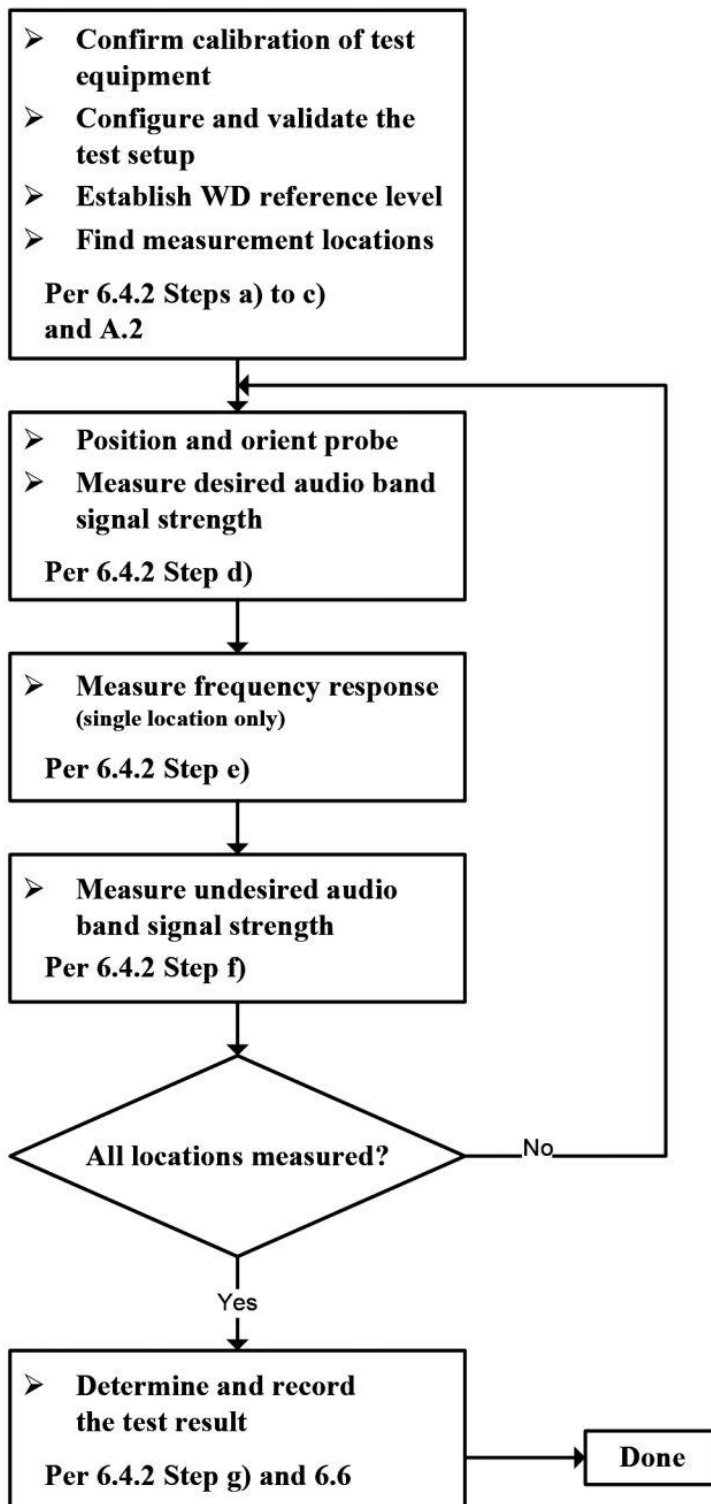 ➢ Confirm calibration of test
equipment
➢ Configure and validate the
test setup
➢ Establish WD reference level
➢ Find measurement locations
Per 6.4.2 Steps a) to c)
and A.2
➢ Position and orient probe
➢ Measure desired audio band
signal strength
Per 6.4.2 Step d)
➢ Measure frequency response
(single location only)
Per 6.4.2 Step e)
➢ Measure undesired audio
band signal strength
Per 6.4.2 Step f)
All locations measured?
No
Yes
➢ Determine and record
the test result
Per 6.4.2 Step g) and 6.6
Done